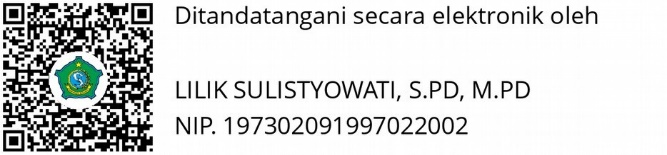 Ditandatangani secara elektronik oleh
LILIK SULISTYOWATI, S.PD, M.PD
NIP. 197302091997022002